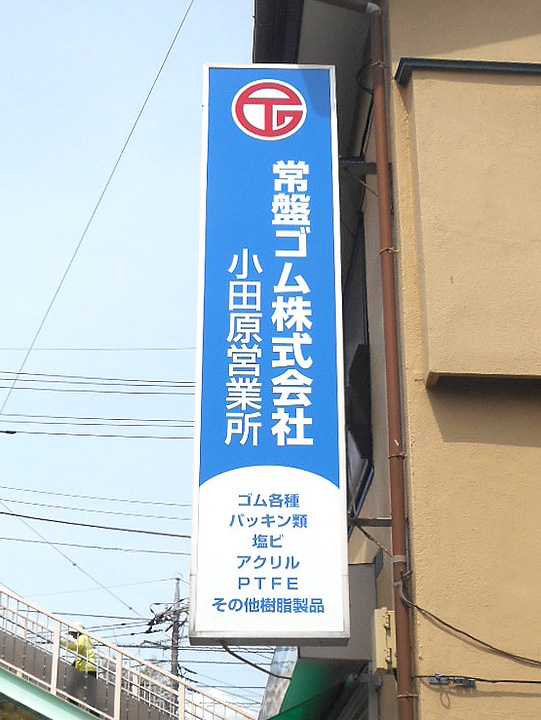 常盤ゴム株式会社
小田原営業所
ゴム各種
パッキン類
塩ビ
アクリル
PTFE
その他樹脂製品